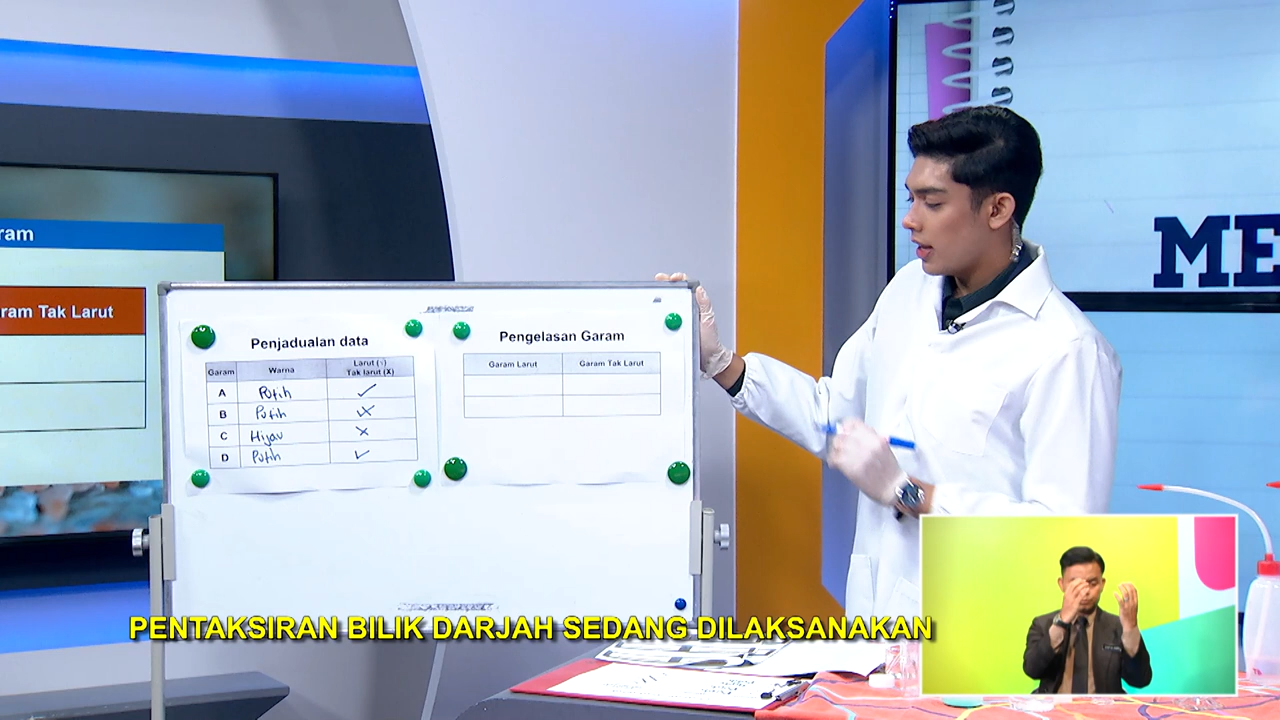 ram
ram Tak Larut
ME
Penjadualan data
Garam Warna Larut (√) Tak larut (X)
A Putih ✓
B Putih
C Hijau ✗
D Putih ✓
Pengelasan Garam
Garam Larut Garam Tak Larut
PENTAKSIRAN BILIK DARJAH SEDANG DILAKSANAKAN